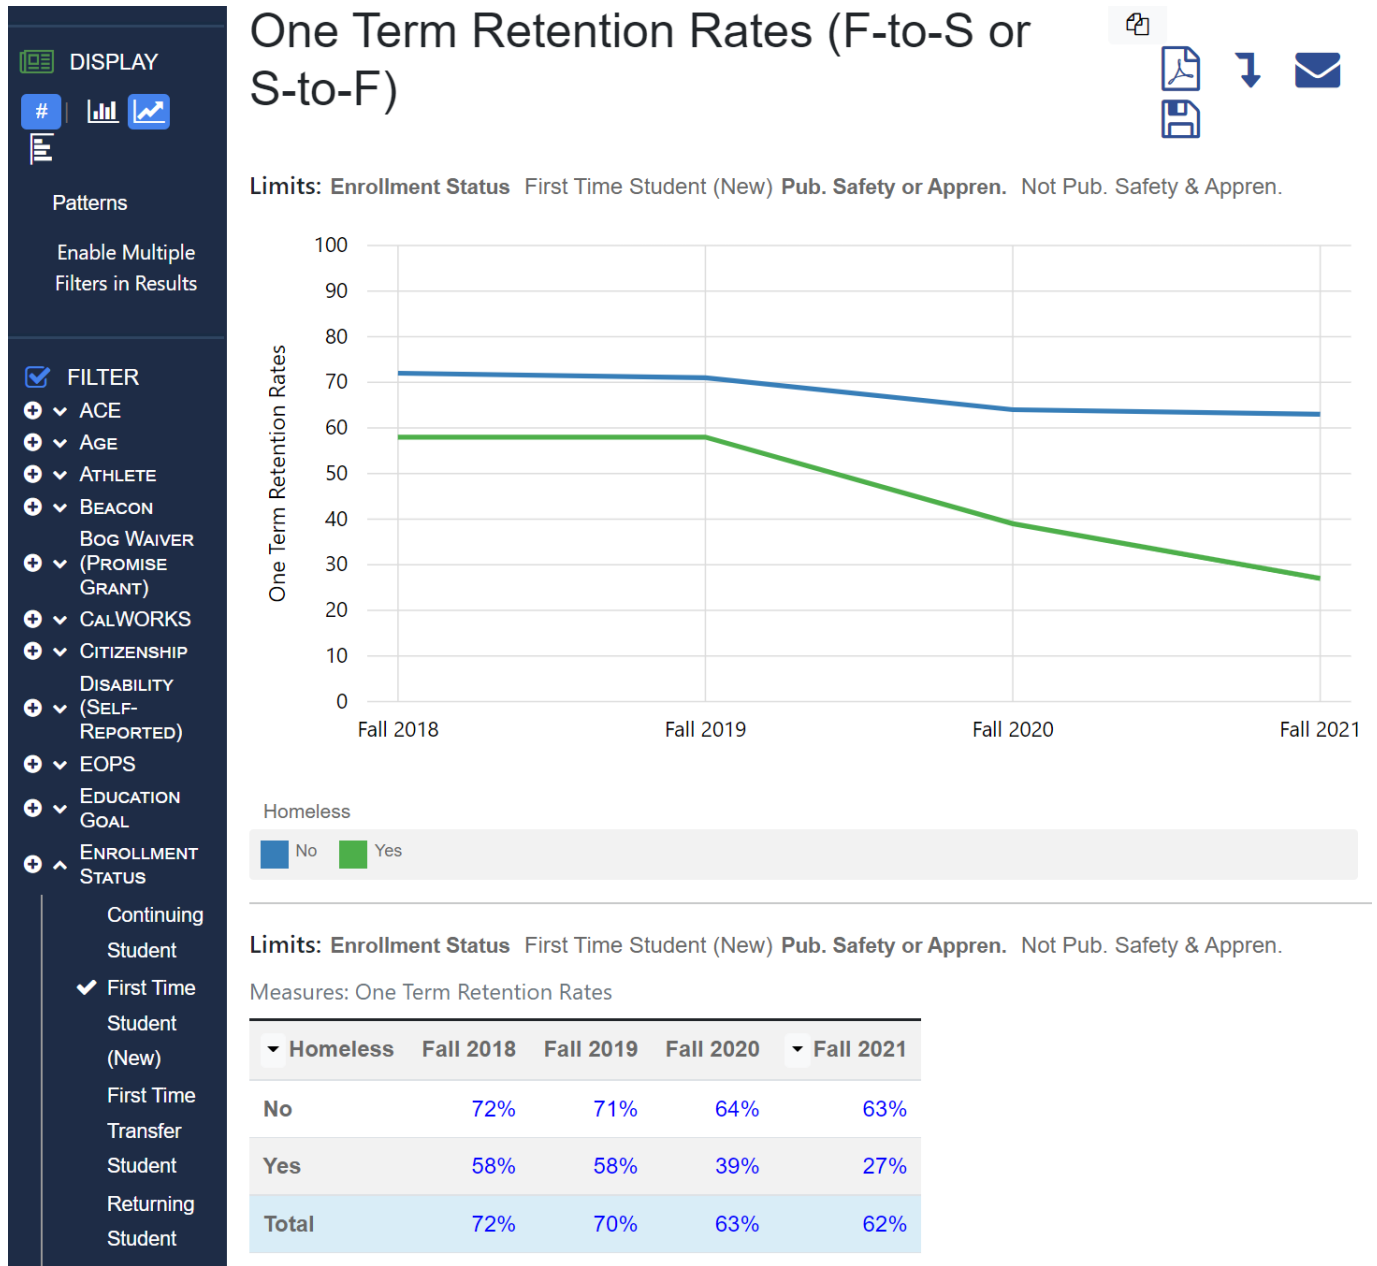 DISPLAY
#
Patterns
Enable Multiple
Filters in Results
FILTER
ACE
AGE
ATHLETE
BEACON
BOG WAIVER
(PROMISE
GRANT)
CALWORKS
CITIZENSHIP
DISABILITY
(SELF-
REPORTED)
EOPS
EDUCATION
GOAL
ENROLLMENT
STATUS
Continuing
Student
First Time
Student
(New)
First Time
Transfer
Student
Returning
Student
One Term Retention Rates (F-to-S or
S-to-F)
Limits: Enrollment Status First Time Student (New) Pub. Safety or Appren. Not Pub. Safety & Appren.
One Term Retention Rates
100
90
80
70
60
50
40
30
20
10
0
Fall 2018 Fall 2019 Fall 2020 Fall 2021
Homeless
No Yes
Limits: Enrollment Status First Time Student (New) Pub. Safety or Appren. Not Pub. Safety & Appren.
Measures: One Term Retention Rates
Homeless Fall 2018 Fall 2019 Fall 2020 Fall 2021
No 72% 71% 64% 63%
Yes 58% 58% 39% 27%
Total 72% 70% 63% 62%